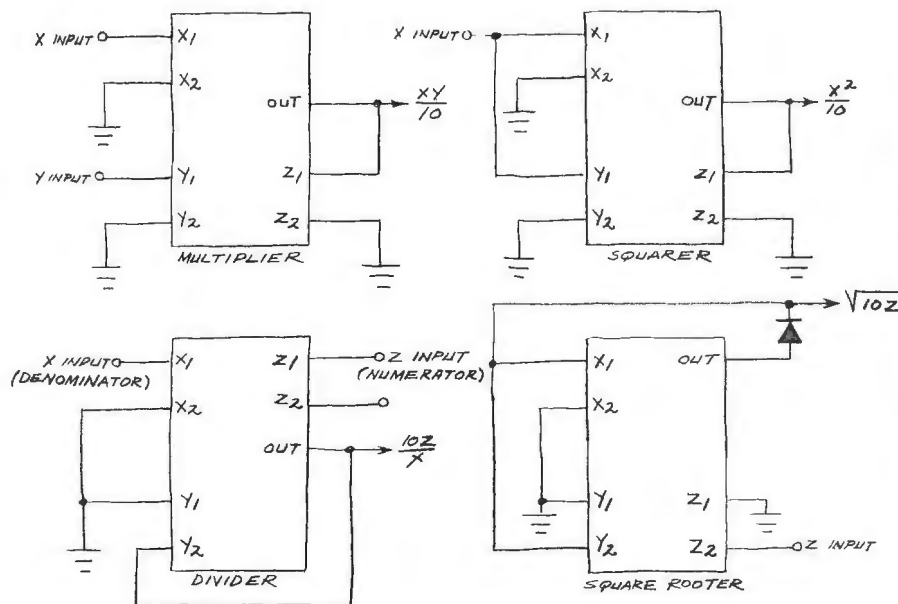 X INPUT
X1
X2
OUT
XY/10
Y INPUT
Y1
Z1
Y2
Z2
MULTIPLIER
X INPUT
X1
X2
OUT
X²/10
Y1
Z1
Y2
Z2
SQUARER
X INPUT
(DENOMINATOR)
X1
Z1
Z INPUT
(NUMERATOR)
X2
Z2
OUT
10Z/X
Y1
Y2
DIVIDER
√10Z
X1
OUT
X2
Y1
Z1
Y2
Z2
Z INPUT
SQUARE ROOTER